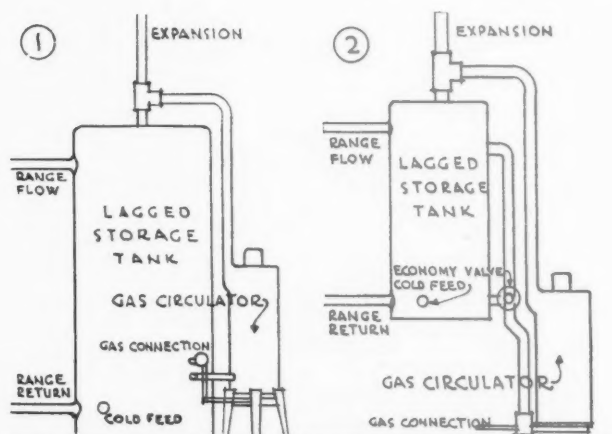 1
EXPANSION
RANGE
FLOW
LAGGED
STORAGE
TANK
GAS CIRCULATOR
GAS CONNECTION
RANGE
RETURN
COLD FEED
2
EXPANSION
RANGE
FLOW
LAGGED
STORAGE
TANK
ECONOMY VALVE
COLD FEED
RANGE
RETURN
GAS CIRCULATOR
GAS CONNECTION